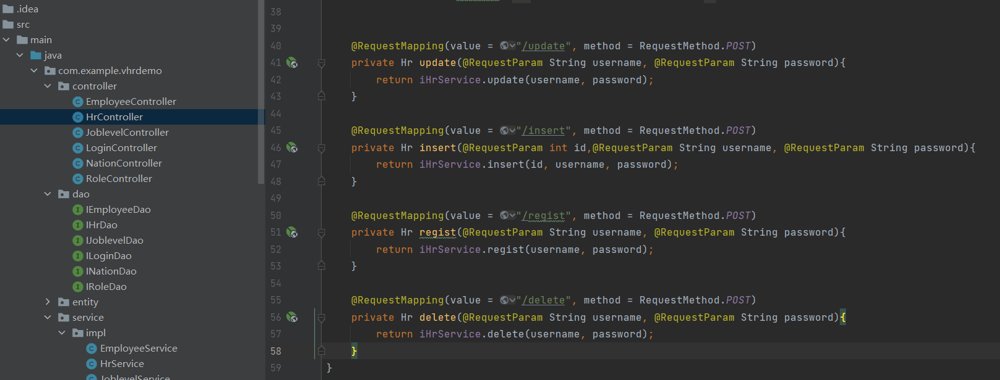 .idea
src
main
java
com.example.vhrdemo
controller
EmployeeController
HrController
JoblevelController
LoginController
NationController
RoleController
dao
IEmployeeDao
IHrDao
IJoblevelDao
ILoginDao
INationDao
IRoleDao
entity
service
impl
EmployeeService
HrService
JoblevelService
38
39
40 @RequestMapping(value = "/update", method = RequestMethod.POST)
41 private Hr update(@RequestParam String username, @RequestParam String password){
42 return iHrService.update(username, password);
43 }
44
45 @RequestMapping(value = "/insert", method = RequestMethod.POST)
46 private Hr insert(@RequestParam int id,@RequestParam String username, @RequestParam String password){
47 return iHrService.insert(id, username, password);
48 }
49
50 @RequestMapping(value = "/regist", method = RequestMethod.POST)
51 private Hr regist(@RequestParam String username, @RequestParam String password){
52 return iHrService.regist(username, password);
53 }
54
55 @RequestMapping(value = "/delete", method = RequestMethod.POST)
56 private Hr delete(@RequestParam String username, @RequestParam String password){
57 return iHrService.delete(username, password);
58 }
59 }